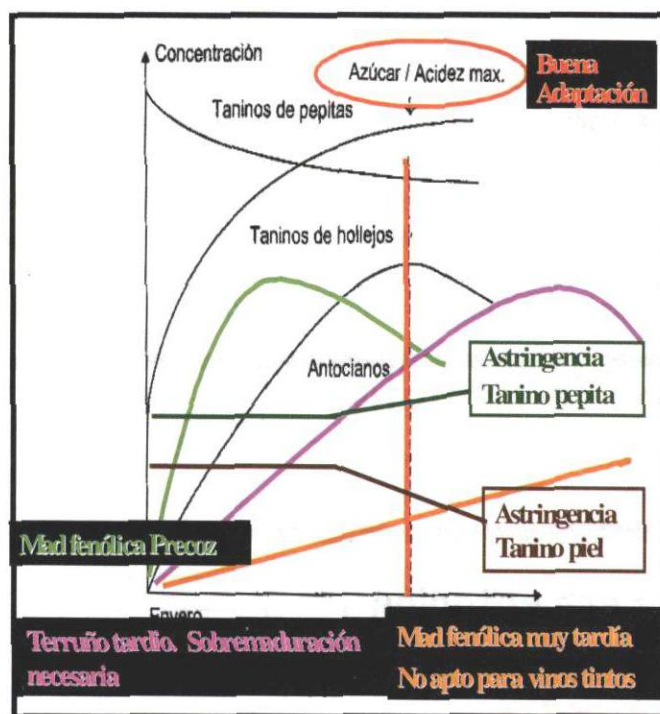 Concentración
Azúcar / Acidez max.
Buena
Adaptación
Taninos de pepitas
Taninos de hollejos
Antocianos
Astringencia
Tanino pepita
Astringencia
Tanino piel
Mad fenólica Precoz
Envero
Terruño tardío. Sobremaduración
necesaria
Mad fenólica muy tardía
No apto para vinos tintos